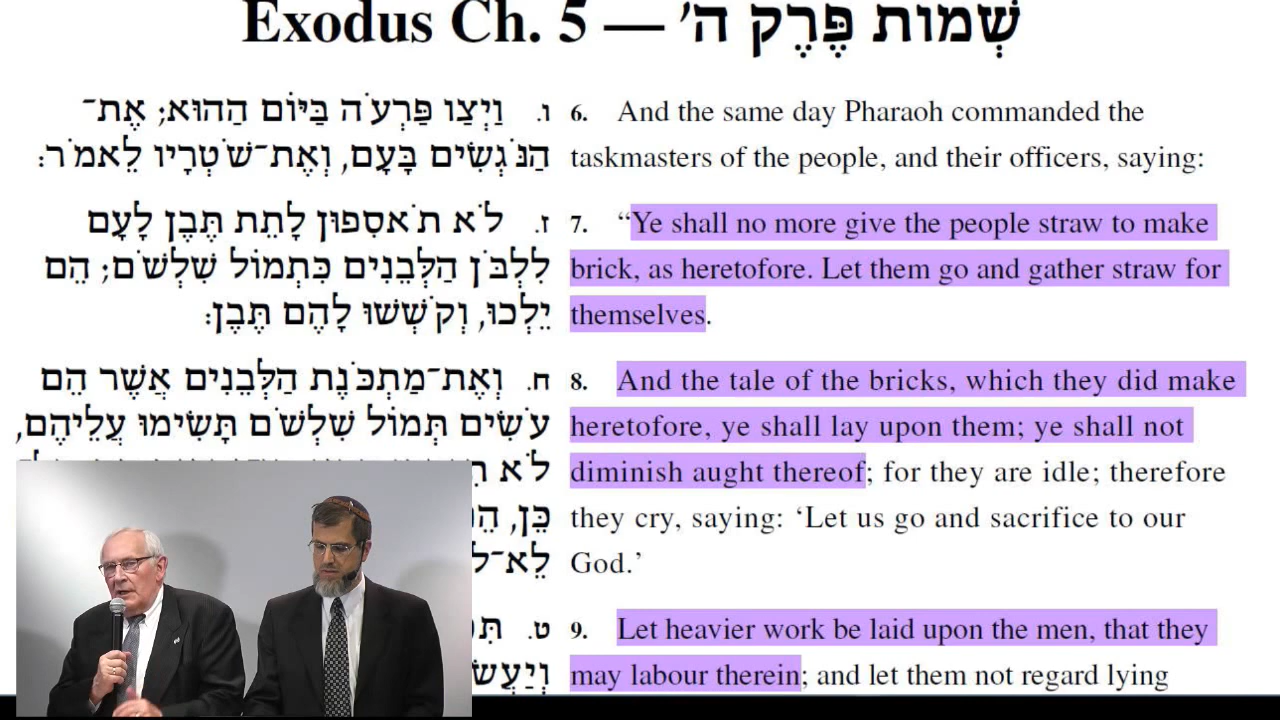 Exodus Ch. 5 — שְׁמוֹת פֶּרֶק ה׳
ו. וַיְצַו פַּרְעֹה בַּיּוֹם הַהוּא; אֶת־
הַנֹּגְשִׂים בָּעָם, וְאֶת־שֹׁטְרָיו לֵאמֹר:
ז. לֹא תֹאסִפוּן לָתֵת תֶּבֶן לָעָם
לִלְבֹּן הַלְּבֵנִים כִּתְמוֹל שִׁלְשֹׁם; הֵם
יֵלְכוּ, וְקֹשְׁשׁוּ לָהֶם תֶּבֶן:
ח. וְאֶת־מַתְכֹּנֶת הַלְּבֵנִים אֲשֶׁר הֵם
עֹשִׂים תְּמוֹל שִׁלְשֹׁם תָּשִׂימוּ עֲלֵיהֶם,
לֹא
כֵּן,
6. And the same day Pharaoh commanded the
taskmasters of the people, and their officers, saying:
7. “Ye shall no more give the people straw to make
brick, as heretofore. Let them go and gather straw for
themselves.
8. And the tale of the bricks, which they did make
heretofore, ye shall lay upon them; ye shall not
diminish aught thereof; for they are idle; therefore
they cry, saying: ‘Let us go and sacrifice to our
God.’
ט.
9. Let heavier work be laid upon the men, that they
may labour therein; and let them not regard lying